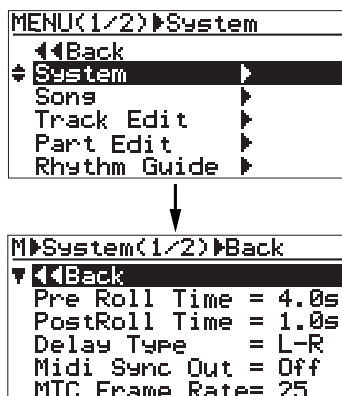 MENU(1/2)▶System
◀◀Back
System ▶
Song ▶
Track Edit ▶
Part Edit ▶
Rhythm Guide ▶
M▶System(1/2)▶Back
◀◀Back
Pre Roll Time = 4.0s
PostRoll Time = 1.0s
Delay Type = L-R
Midi Sync Out = Off
MTC Frame Rate= 25